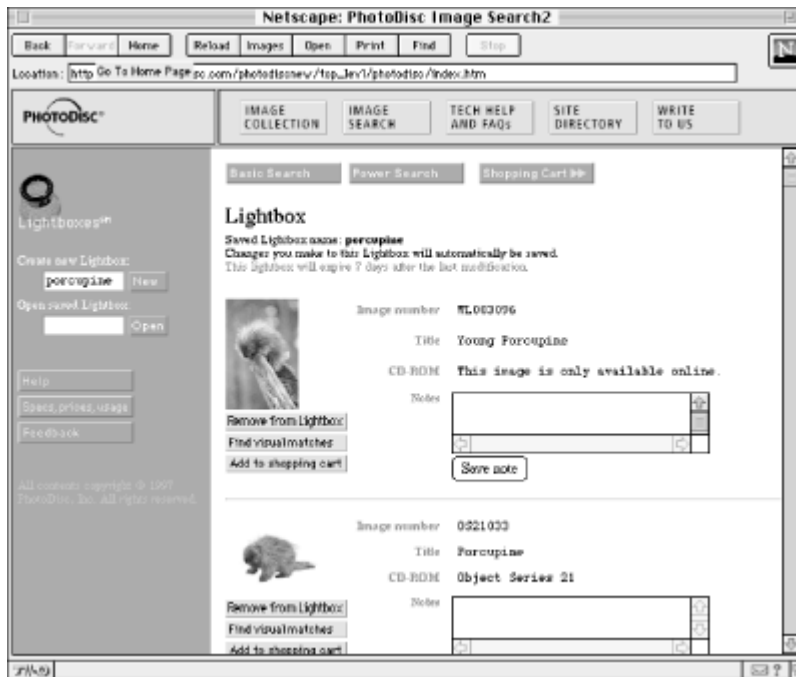 Netscape: PhotoDisc Image Search2
Back Forward Home Reload Images Open Print Find Stop
N
Location: http Go To Home Page sc.com/photodiscnew/top_lev1/photodisc/index.htm
PHOTODISC®
IMAGE COLLECTION
IMAGE SEARCH
TECH HELP AND FAQs
SITE DIRECTORY
WRITE TO US
Basic Search Power Search Shopping Cart
Lightboxes
Create new Lightbox:
porcupine New
Open saved Lightbox:
Open
Help
Specs, prices, usage
Feedback
All contents copyright © 1997
PhotoDisc, Inc. All rights reserved.
Lightbox
Saved Lightbox name: porcupine
Changes you make to this Lightbox will automatically be saved.
This lightbox will expire 7 days after the last modification.
Image number WL003096
Title Young Porcupine
CD-ROM This image is only available online.
Notes
Remove from Lightbox
Find visual matches
Add to shopping cart
Save note
Image number OS21033
Title Porcupine
CD-ROM Object Series 21
Notes
Remove from Lightbox
Find visual matches
Add to shopping cart